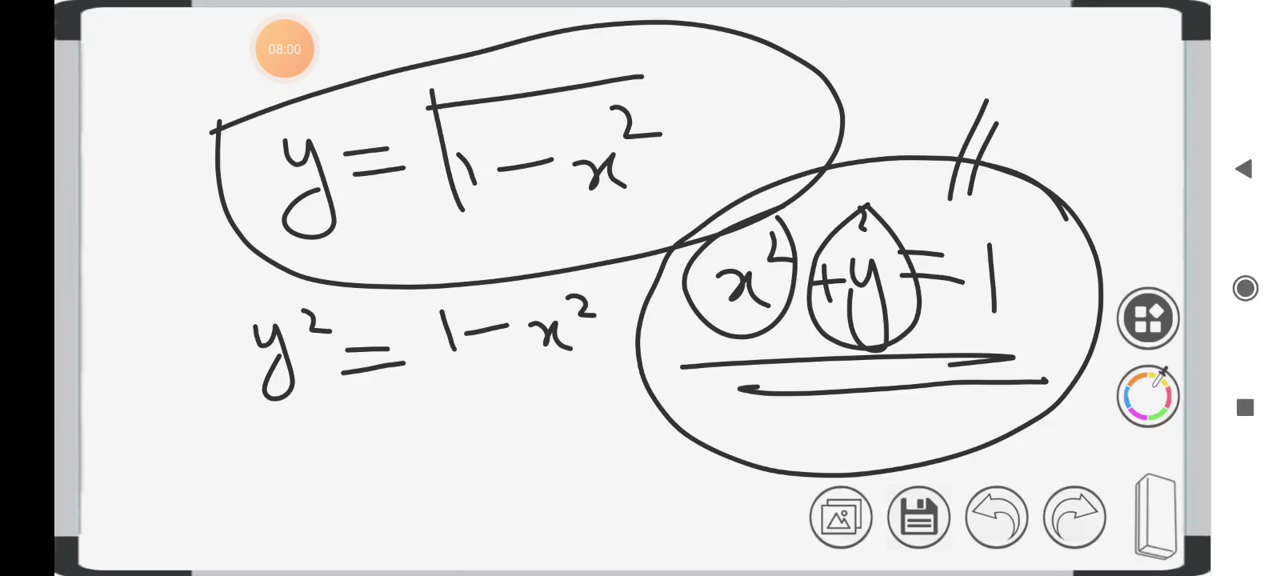 08:00
y = √1 - x²
x² + y² = 1
y² = 1 - x²